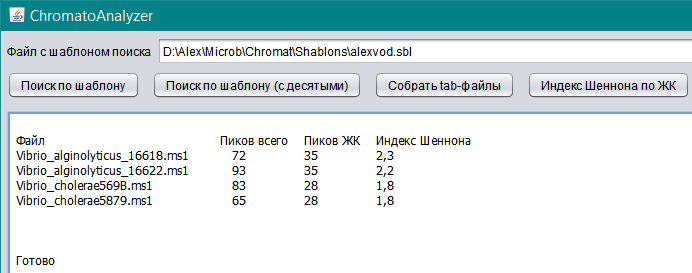 ChromatoAnalyzer
Файл с шаблоном поиска D:\Alex\Microb\Chromat\Shablons\alexvod.sbl
Поиск по шаблону Поиск по шаблону (с десятыми) Собрать tab-файлы Индекс Шеннона по ЖК
Файл Пиков всего Пиков ЖК Индекс Шеннона
Vibrio_alginolyticus_16618.ms1 72 35 2,3
Vibrio_alginolyticus_16622.ms1 93 35 2,2
Vibrio_cholerae569B.ms1 83 28 1,8
Vibrio_cholerae5879.ms1 65 28 1,8
Готово